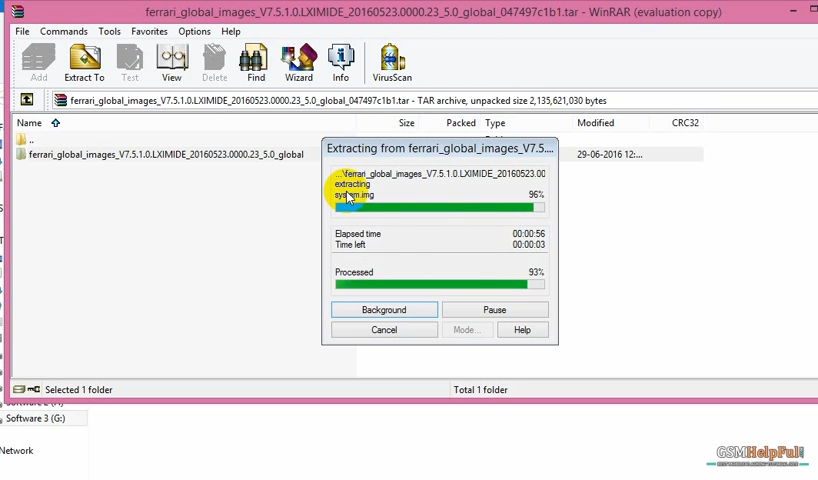 ferrari_global_images_V7.5.1.0.LXIMIDE_20160523.0000.23_5.0_global_047497c1b1.tar - WinRAR (evaluation copy)
File Commands Tools Favorites Options Help
Add Extract To Test View Delete Find Wizard Info VirusScan
ferrari_global_images_V7.5.1.0.LXIMIDE_20160523.0000.23_5.0_global_047497c1b1.tar - TAR archive, unpacked size 2,135,621,030 bytes
Name Size Packed Type Modified CRC32
..
ferrari_global_images_V7.5.1.0.LXIMIDE_20160523.0000.23_5.0_global 29-06-2016 12:...
Extracting from ferrari_global_images_V7.5....
...\ferrari_global_images_V7.5.1.0.LXIMIDE_20160523.00
extracting
system.img 96%
Elapsed time 00:00:56
Time left 00:00:03
Processed 93%
Background Pause
Cancel Mode... Help
Selected 1 folder Total 1 folder
Software 3 (G:)
Network
GSMHelpFul